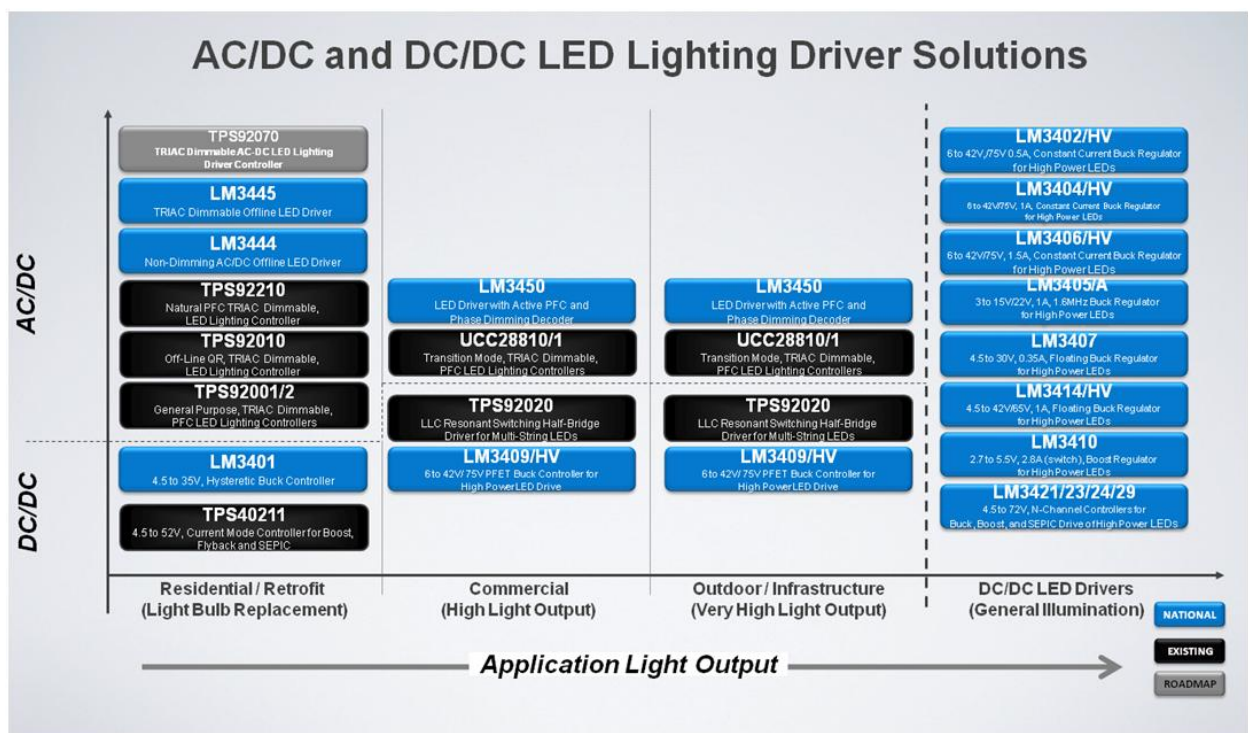 AC/DC and DC/DC LED Lighting Driver Solutions
AC/DC
DC/DC
TPS92070
TRIAC Dimmable AC-DC LED Lighting
Driver Controller
LM3445
TRIAC Dimmable Offline LED Driver
LM3444
Non-Dimming AC/DC Offline LED Driver
TPS92210
Natural PFC TRIAC Dimmable,
LED Lighting Controller
TPS92010
Off-Line QR, TRIAC Dimmable,
LED Lighting Controller
TPS92001/2
General Purpose, TRIAC Dimmable,
PFC LED Lighting Controllers
LM3401
4.5 to 35V, Hysteretic Buck Controller
TPS40211
4.5 to 52V, Current Mode Controller for Boost,
Flyback and SEPIC
LM3450
LED Driver with Active PFC and
Phase Dimming Decoder
UCC28810/1
Transition Mode, TRIAC Dimmable,
PFC LED Lighting Controllers
TPS92020
LLC Resonant Switching Half-Bridge
Driver for Multi-String LEDs
LM3409/HV
6 to 42V/ 75V PFET Buck Controller for
High Power LED Drive
LM3450
LED Driver with Active PFC and
Phase Dimming Decoder
UCC28810/1
Transition Mode, TRIAC Dimmable,
PFC LED Lighting Controllers
TPS92020
LLC Resonant Switching Half-Bridge
Driver for Multi-String LEDs
LM3409/HV
6 to 42V/ 75V PFET Buck Controller for
High Power LED Drive
LM3402/HV
6 to 42V,/75V 0.5A, Constant Current Buck Regulator
for High Power LEDs
LM3404/HV
6 to 42V/75V, 1A, Constant Current Buck Regulator
for High Power LEDs
LM3406/HV
6 to 42V/75V, 1.5A, Constant Current Buck Regulator
for High Power LEDs
LM3405/A
3 to 15V/22V, 1A, 1.6MHz Buck Regulator
for High Power LEDs
LM3407
4.5 to 30V, 0.35A, Floating Buck Regulator
for High Power LEDs
LM3414/HV
4.5 to 42V/65V, 1A, Floating Buck Regulator
for High Power LEDs
LM3410
2.7 to 5.5V, 2.8A (switch), Boost Regulator
for High Power LEDs
LM3421/23/24/29
4.5 to 72V, N-Channel Controllers for
Buck, Boost, and SEPIC Drive of High Power LEDs
Residential / Retrofit
(Light Bulb Replacement)
Commercial
(High Light Output)
Outdoor / Infrastructure
(Very High Light Output)
DC/DC LED Drivers
(General Illumination)
NATIONAL
EXISTING
ROADMAP
Application Light Output